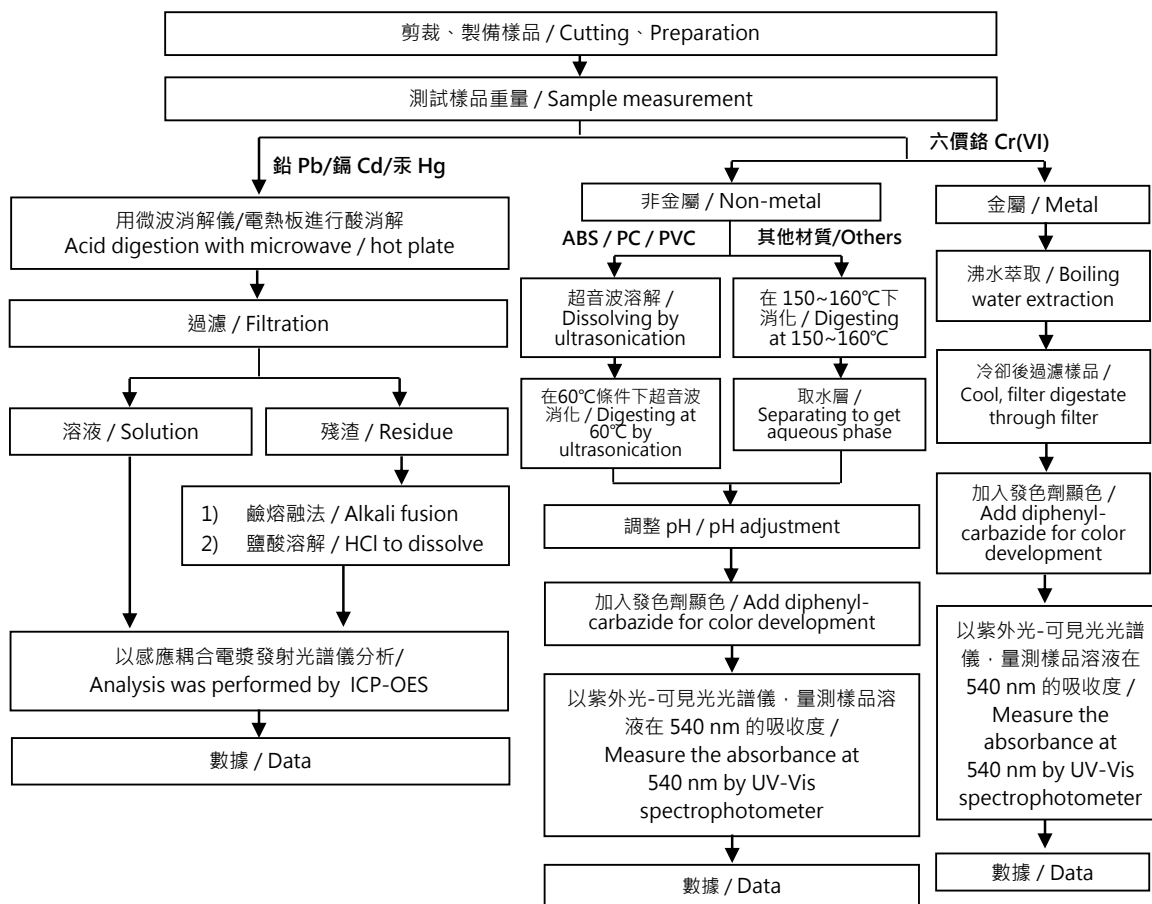 剪裁、製備樣品 / Cutting、Preparation
測試樣品重量 / Sample measurement
鉛 Pb/鎘 Cd/汞 Hg
六價鉻 Cr(VI)
用微波消解儀/電熱板進行酸消解
Acid digestion with microwave / hot plate
過濾 / Filtration
溶液 / Solution
殘渣 / Residue
1) 鹼熔融法 / Alkali fusion
2) 鹽酸溶解 / HCl to dissolve
以感應耦合電漿發射光譜儀分析/
Analysis was performed by ICP-OES
數據 / Data
非金屬 / Non-metal
ABS / PC / PVC
其他材質/Others
超音波溶解 /
Dissolving by
ultrasonication
在 150~160℃下
消化 / Digesting
at 150~160℃
在60℃條件下超音波
消化 / Digesting at
60℃ by
ultrasonication
取水層 /
Separating to get
aqueous phase
調整 pH / pH adjustment
加入發色劑顯色 / Add diphenyl-
carbazide for color development
以紫外光-可見光光譜儀，量測樣品溶
液在 540 nm 的吸收度 /
Measure the absorbance at
540 nm by UV-Vis
spectrophotometer
數據 / Data
金屬 / Metal
沸水萃取 / Boiling
water extraction
冷卻後過濾樣品 /
Cool, filter digestate
through filter
加入發色劑顯色 /
Add diphenyl-
carbazide for color
development
以紫外光-可見光光譜
儀，量測樣品溶液在
540 nm 的吸收度 /
Measure the
absorbance at
540 nm by UV-Vis
spectrophotometer
數據 / Data